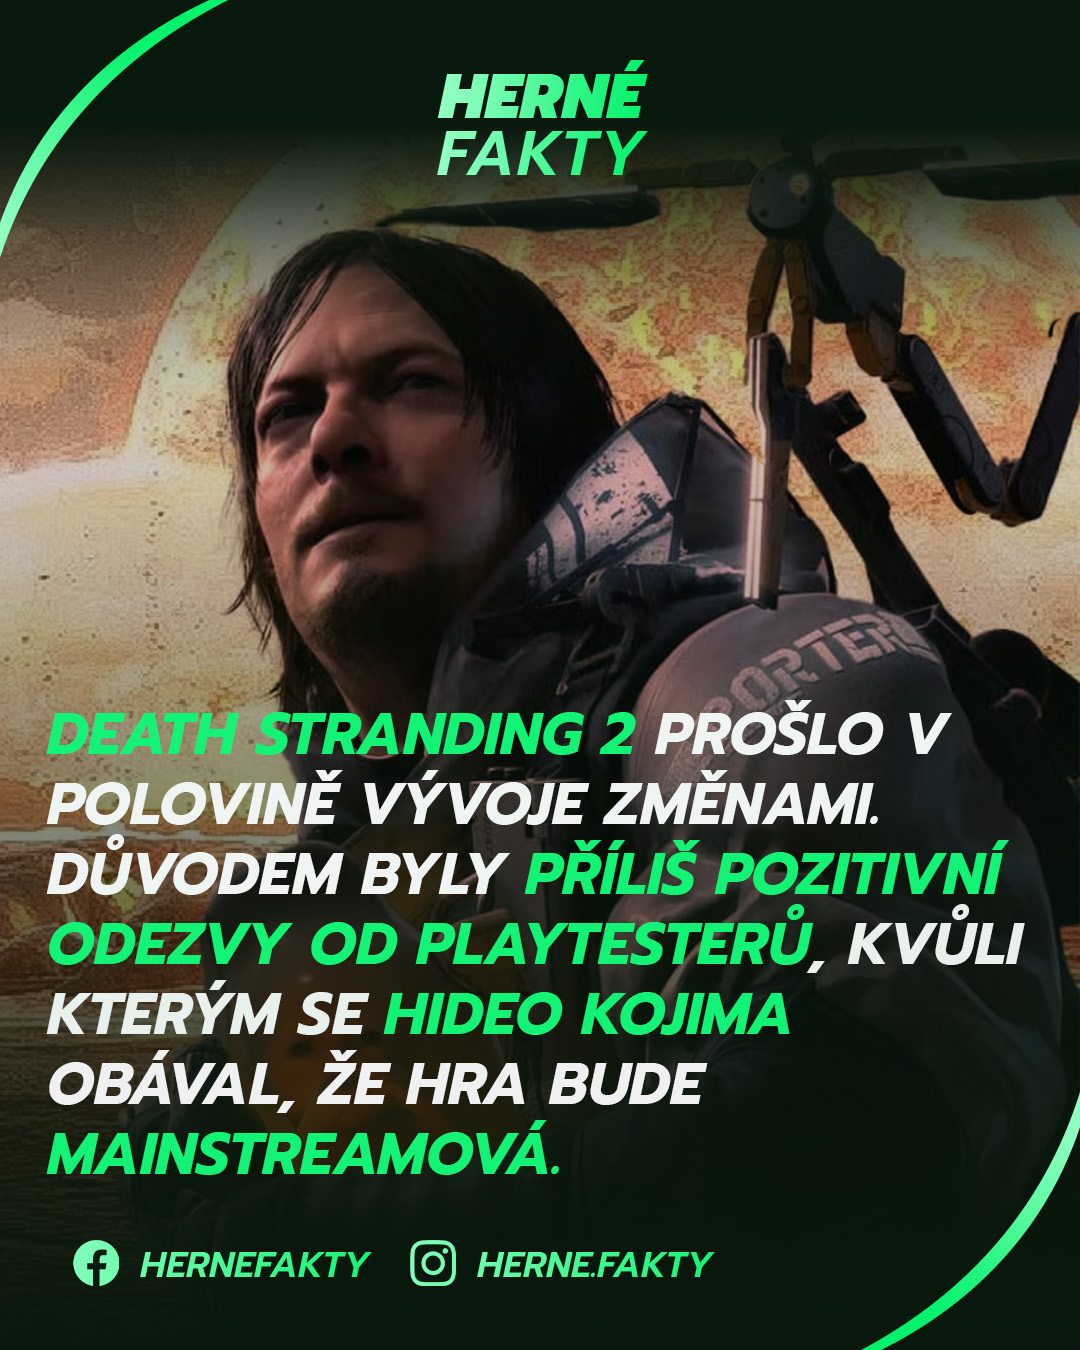 HERNÉ
FAKTY
PORTER
DEATH STRANDING 2 PROŠLO V
POLOVINĚ VÝVOJE ZMĚNAMI.
DŮVODEM BYLY PŘÍLIŠ POZITIVNÍ
ODEZVY OD PLAYTESTERŮ, KVŮLI
KTERÝM SE HIDEO KOJIMA
OBÁVAL, ŽE HRA BUDE
MAINSTREAMOVÁ.
HERNEFAKTY HERNE.FAKTY